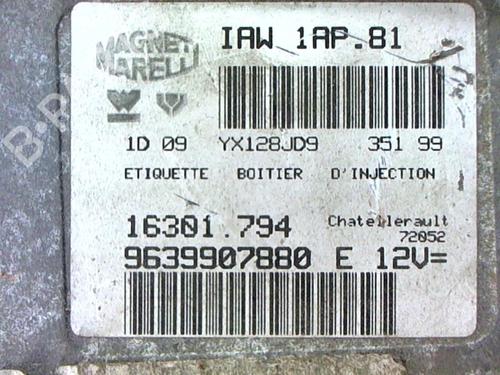 MAGNETI MARELLI
IAW 1AP.81
1D 09 YX128JD9 351 99
ETIQUETTE BOITIER D'INJECTION
16301.794 Chatellerault
72052
9639907880 E 12V=